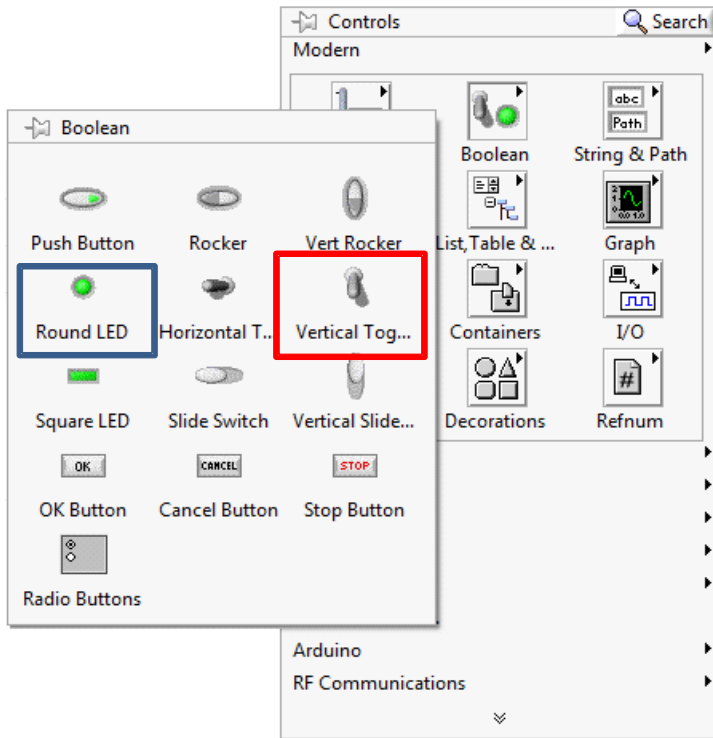 Controls
Search
Modern
abc
Path
Boolean
String & Path
List,Table & ...
Graph
Containers
I/O
#
Decorations
Refnum
Arduino
RF Communications
Boolean
Push Button
Rocker
Vert Rocker
Round LED
Horizontal T...
Vertical Tog...
Square LED
Slide Switch
Vertical Slide...
OK
CANCEL
STOP
OK Button
Cancel Button
Stop Button
Radio Buttons